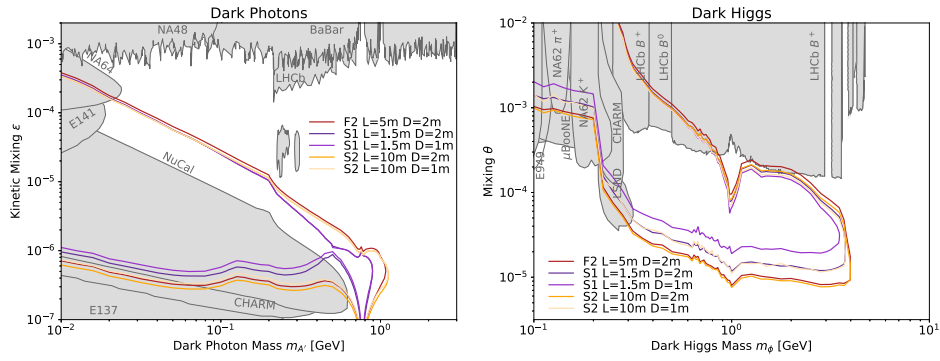 Dark Photons
Kinetic Mixing ε
10⁻³
10⁻⁴
10⁻⁵
10⁻⁶
10⁻⁷
NA48
BaBar
NA64
LHCb
E141
NuCal
F2 L=5m D=2m
S1 L=1.5m D=2m
S1 L=1.5m D=1m
S2 L=10m D=2m
S2 L=10m D=1m
E137
CHARM
10⁻²
10⁻¹
10⁰
Dark Photon Mass m_A′ [GeV]
Dark Higgs
Mixing θ
10⁻²
10⁻³
10⁻⁴
10⁻⁵
E949
μBooNE
NA62 π⁺
NA62 K⁺
CHARM
LSND
LHCb B⁺
LHCb B⁰
LHCb B⁺
F2 L=5m D=2m
S1 L=1.5m D=2m
S1 L=1.5m D=1m
S2 L=10m D=2m
S2 L=10m D=1m
10⁻¹
10⁰
10¹
Dark Higgs Mass m_ϕ [GeV]